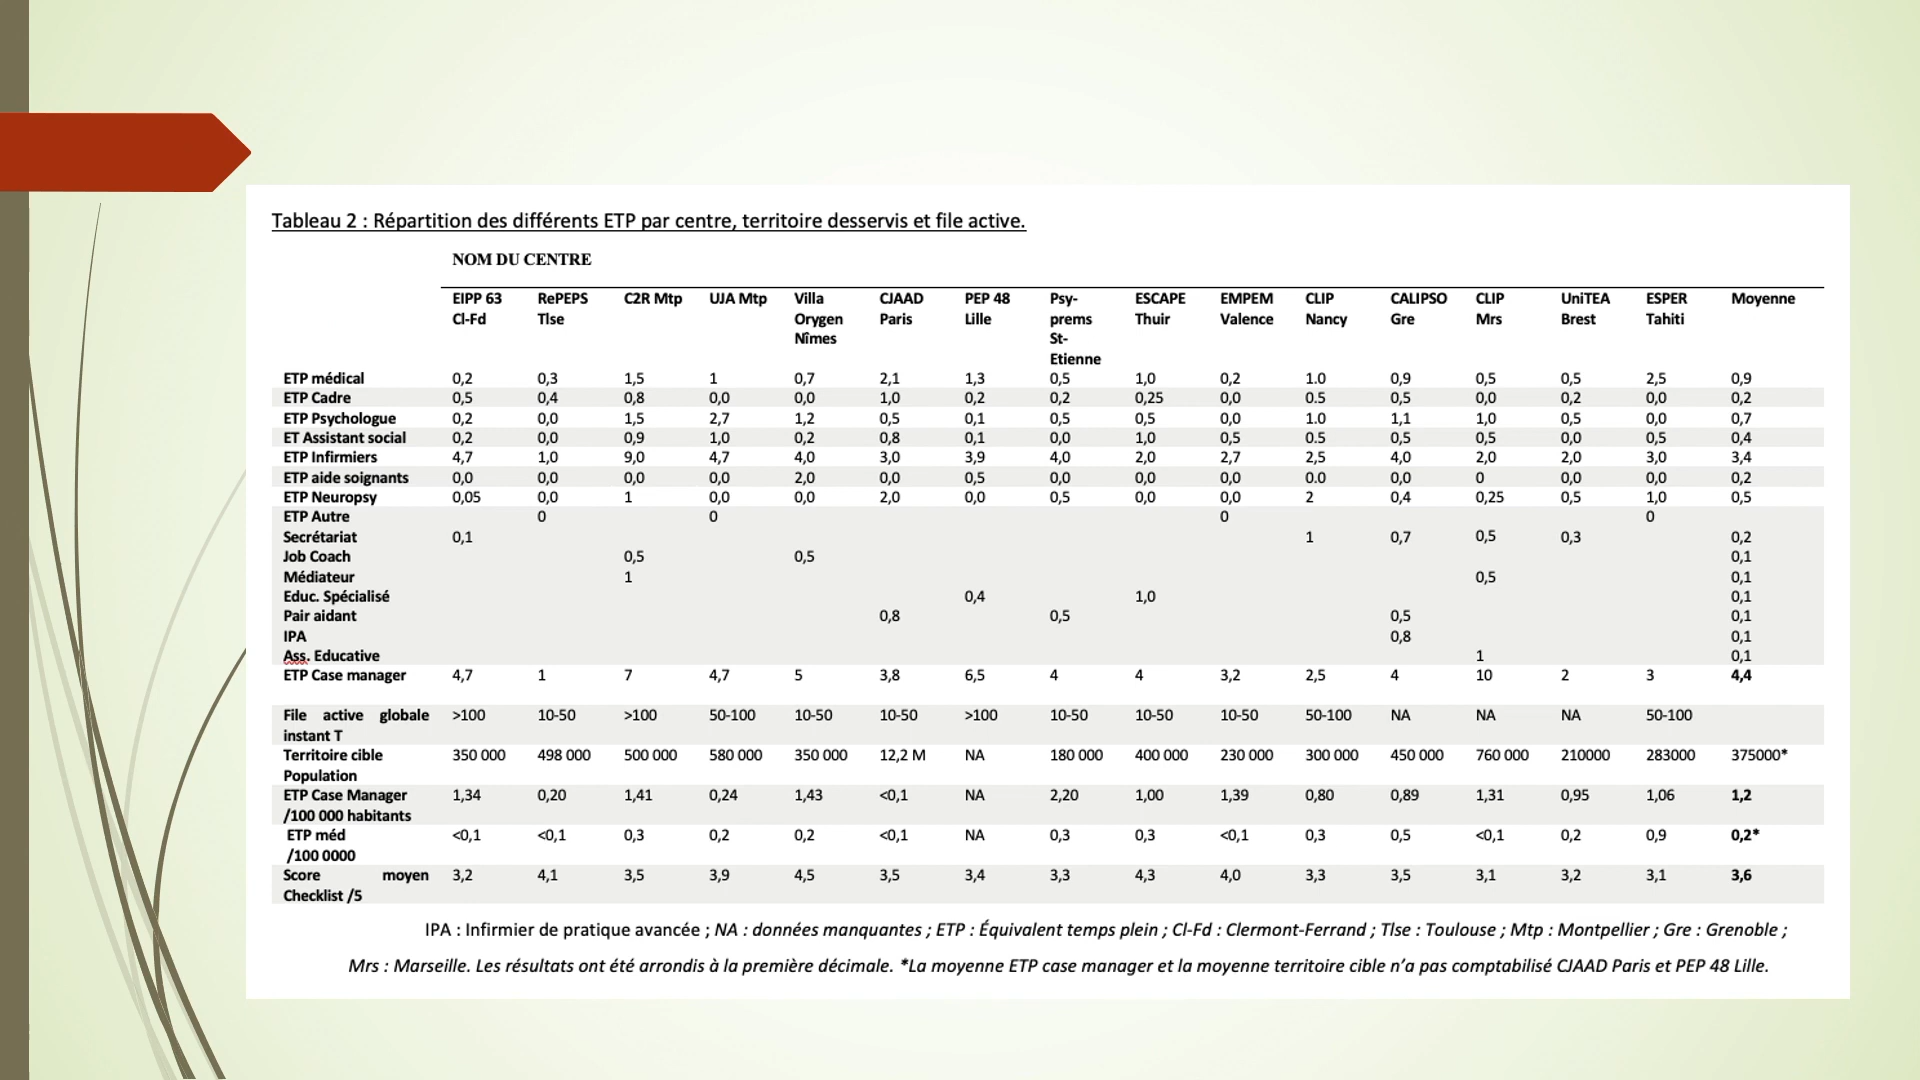 Tableau 2 : Répartition des différents ETP par centre, territoire desservis et file active.
NOM DU CENTRE
EIPP 63 Cl-Fd RePEPS Tlse C2R Mtp UJA Mtp Villa Orygen Nîmes CJAAD Paris PEP 48 Lille Psy-prems St-Etienne ESCAPE Thuir EMPEM Valence CLIP Nancy CALIPSO Gre CLIP Mrs UniTEA Brest ESPER Tahiti Moyenne
ETP médical 0,2 0,3 1,5 1 0,7 2,1 1,3 0,5 1,0 0,2 1.0 0,9 0,5 0,5 2,5 0,9
ETP Cadre 0,5 0,4 0,8 0,0 0,0 1,0 0,2 0,2 0,25 0,0 0.5 0,5 0,0 0,2 0,0 0,2
ETP Psychologue 0,2 0,0 1,5 2,7 1,2 0,5 0,1 0,5 0,5 0,0 1.0 1,1 1,0 0,5 0,0 0,7
ET Assistant social 0,2 0,0 0,9 1,0 0,2 0,8 0,1 0,0 1,0 0,5 0.5 0,5 0,5 0,0 0,5 0,4
ETP Infirmiers 4,7 1,0 9,0 4,7 4,0 3,0 3,9 4,0 2,0 2,7 2,5 4,0 2,0 2,0 3,0 3,4
ETP aide soignants 0,0 0,0 0,0 0,0 2,0 0,0 0,5 0,0 0,0 0,0 0.0 0,0 0 0,0 0,0 0,2
ETP Neuropsy 0,05 0,0 1 0,0 0,0 2,0 0,0 0,5 0,0 0,0 2 0,4 0,25 0,5 1,0 0,5
ETP Autre 0 0 0 0
Secrétariat 0,1 1 0,7 0,5 0,3 0,2
Job Coach 0,5 0,5 0,1
Médiateur 1 0,5 0,1
Educ. Spécialisé 0,4 1,0 0,1
Pair aidant 0,8 0,5 0,5 0,1
IPA 0,8 0,1
Ass. Educative 1 0,1
ETP Case manager 4,7 1 7 4,7 5 3,8 6,5 4 4 3,2 2,5 4 10 2 3 4,4
File active globale instant T >100 10-50 >100 50-100 10-50 10-50 >100 10-50 10-50 10-50 50-100 NA NA NA 50-100
Territoire cible Population 350 000 498 000 500 000 580 000 350 000 12,2 M NA 180 000 400 000 230 000 300 000 450 000 760 000 210000 283000 375000*
ETP Case Manager /100 000 habitants 1,34 0,20 1,41 0,24 1,43 <0,1 NA 2,20 1,00 1,39 0,80 0,89 1,31 0,95 1,06 1,2
ETP méd /100 0000 <0,1 <0,1 0,3 0,2 0,2 <0,1 NA 0,3 0,3 <0,1 0,3 0,5 <0,1 0,2 0,9 0,2*
Score moyen Checklist /5 3,2 4,1 3,5 3,9 4,5 3,5 3,4 3,3 4,3 4,0 3,3 3,5 3,1 3,2 3,1 3,6
IPA : Infirmier de pratique avancée ; NA : données manquantes ; ETP : Équivalent temps plein ; Cl-Fd : Clermont-Ferrand ; Tlse : Toulouse ; Mtp : Montpellier ; Gre : Grenoble ;
Mrs : Marseille. Les résultats ont été arrondis à la première décimale. *La moyenne ETP case manager et la moyenne territoire cible n'a pas comptabilisé CJAAD Paris et PEP 48 Lille.